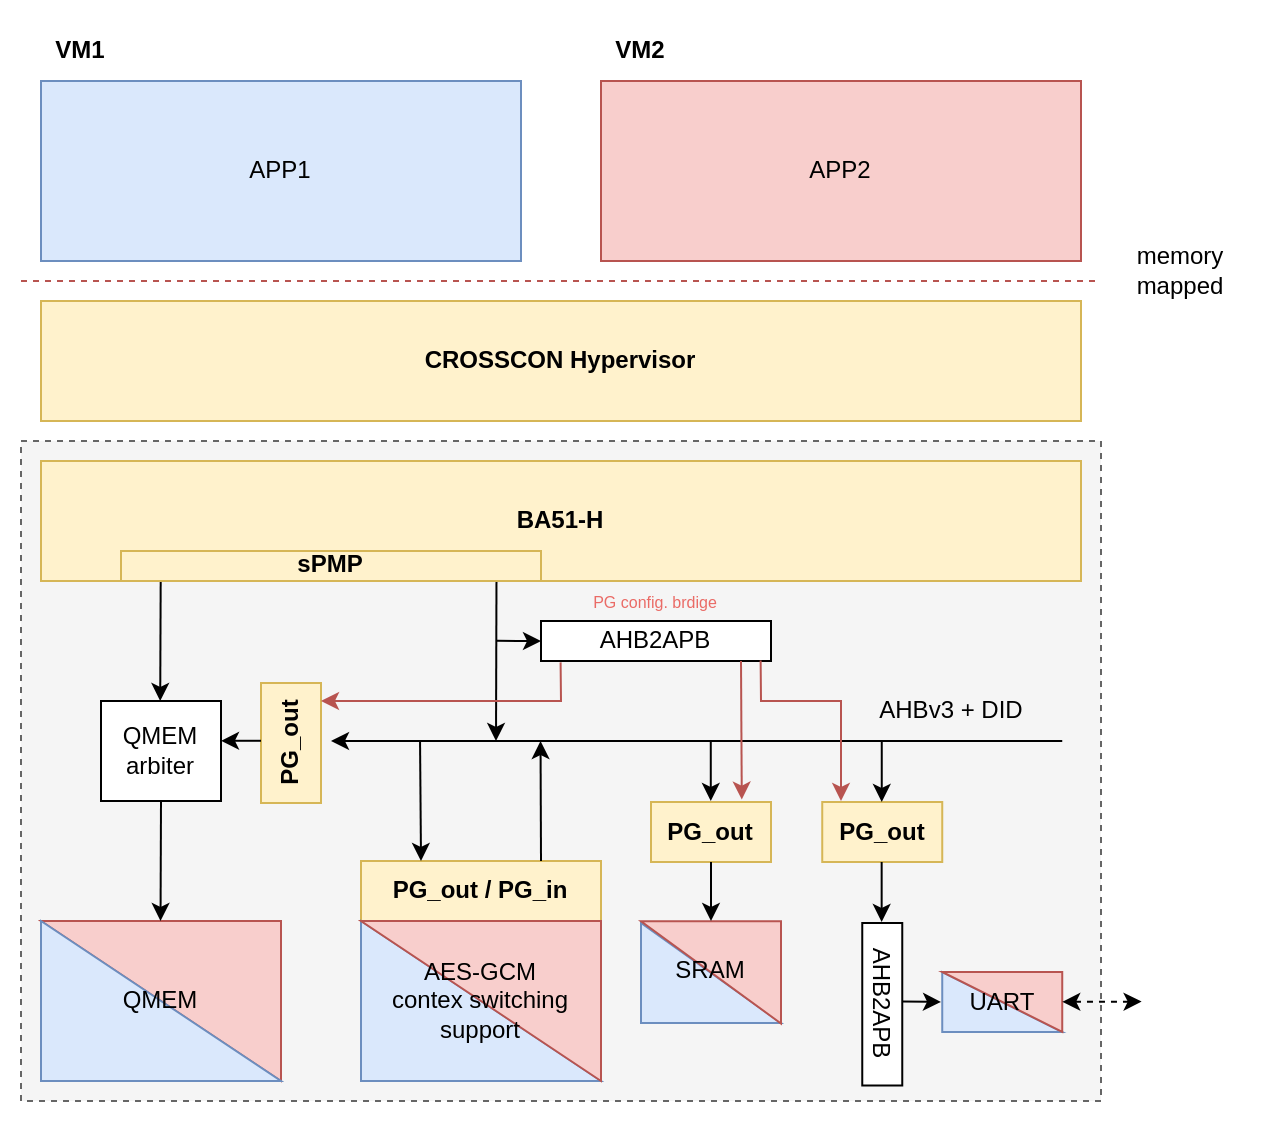 VM1
VM2
APP1
APP2
memory
mapped
CROSSCON Hypervisor
BA51-H
sPMP
PG config. brdige
AHB2APB
AHBv3 + DID
QMEM
arbiter
PG_out
PG_out
PG_out
PG_out / PG_in
QMEM
AES-GCM
contex switching
support
SRAM
AHB2APB
UART